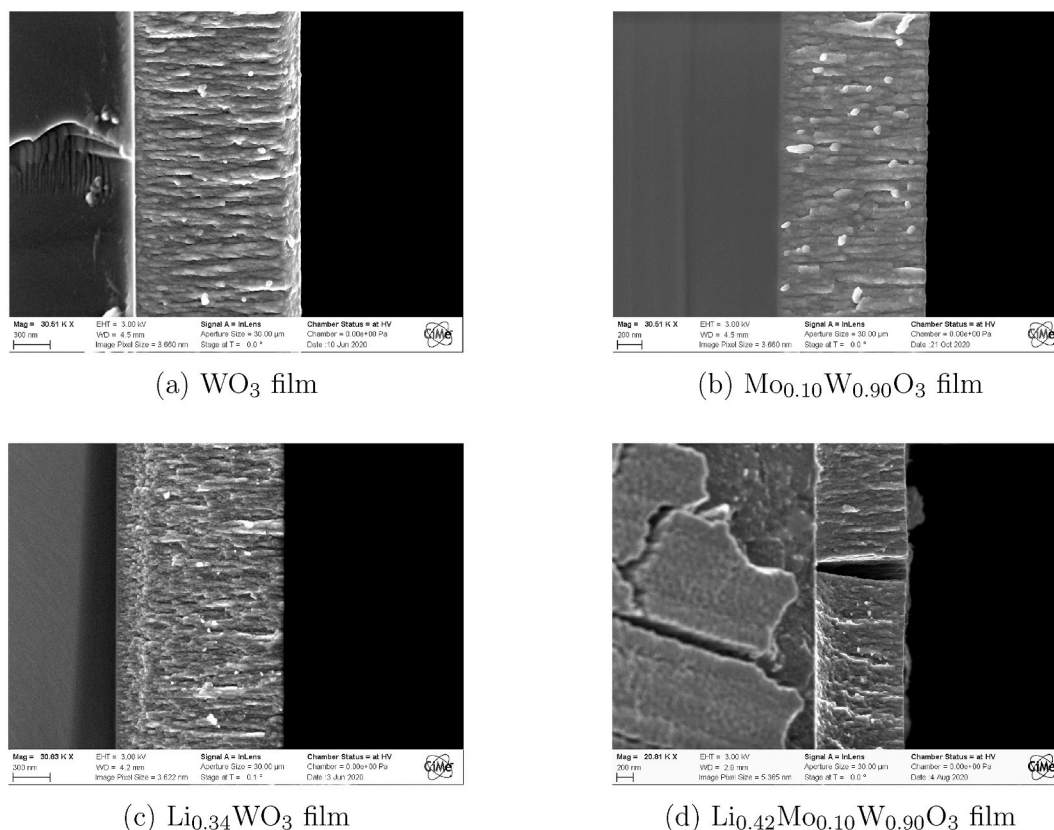 Mag = 30.51 K X EHT = 3.00 kV Signal A = InLens Chamber Status = at HV
WD = 4.5 mm Aperture Size = 30.00 µm Chamber = 0.00e+00 Pa
300 nm Image Pixel Size = 3.660 nm Stage at T = 0.0 ° Date :10 Jun 2020
CIMe
(a) WO₃ film
Mag = 30.51 K X EHT = 3.00 kV Signal A = InLens Chamber Status = at HV
WD = 4.5 mm Aperture Size = 30.00 µm Chamber = 0.00e+00 Pa
200 nm Image Pixel Size = 3.660 nm Stage at T = 0.0 ° Date :21 Oct 2020
CIMe
(b) Mo₀.₁₀W₀.₉₀O₃ film
Mag = 30.83 K X EHT = 3.00 kV Signal A = InLens Chamber Status = at HV
WD = 4.2 mm Aperture Size = 30.00 µm Chamber = 0.00e+00 Pa
300 nm Image Pixel Size = 3.622 nm Stage at T = 0.1 ° Date :3 Jun 2020
CIMe
(c) Li₀.₃₄WO₃ film
Mag = 20.81 K X EHT = 3.00 kV Signal A = InLens Chamber Status = at HV
WD = 2.9 mm Aperture Size = 30.00 µm Chamber = 0.00e+00 Pa
200 nm Image Pixel Size = 5.365 nm Stage at T = 0.0 ° Date :4 Aug 2020
CIMe
(d) Li₀.₄₂Mo₀.₁₀W₀.₉₀O₃ film